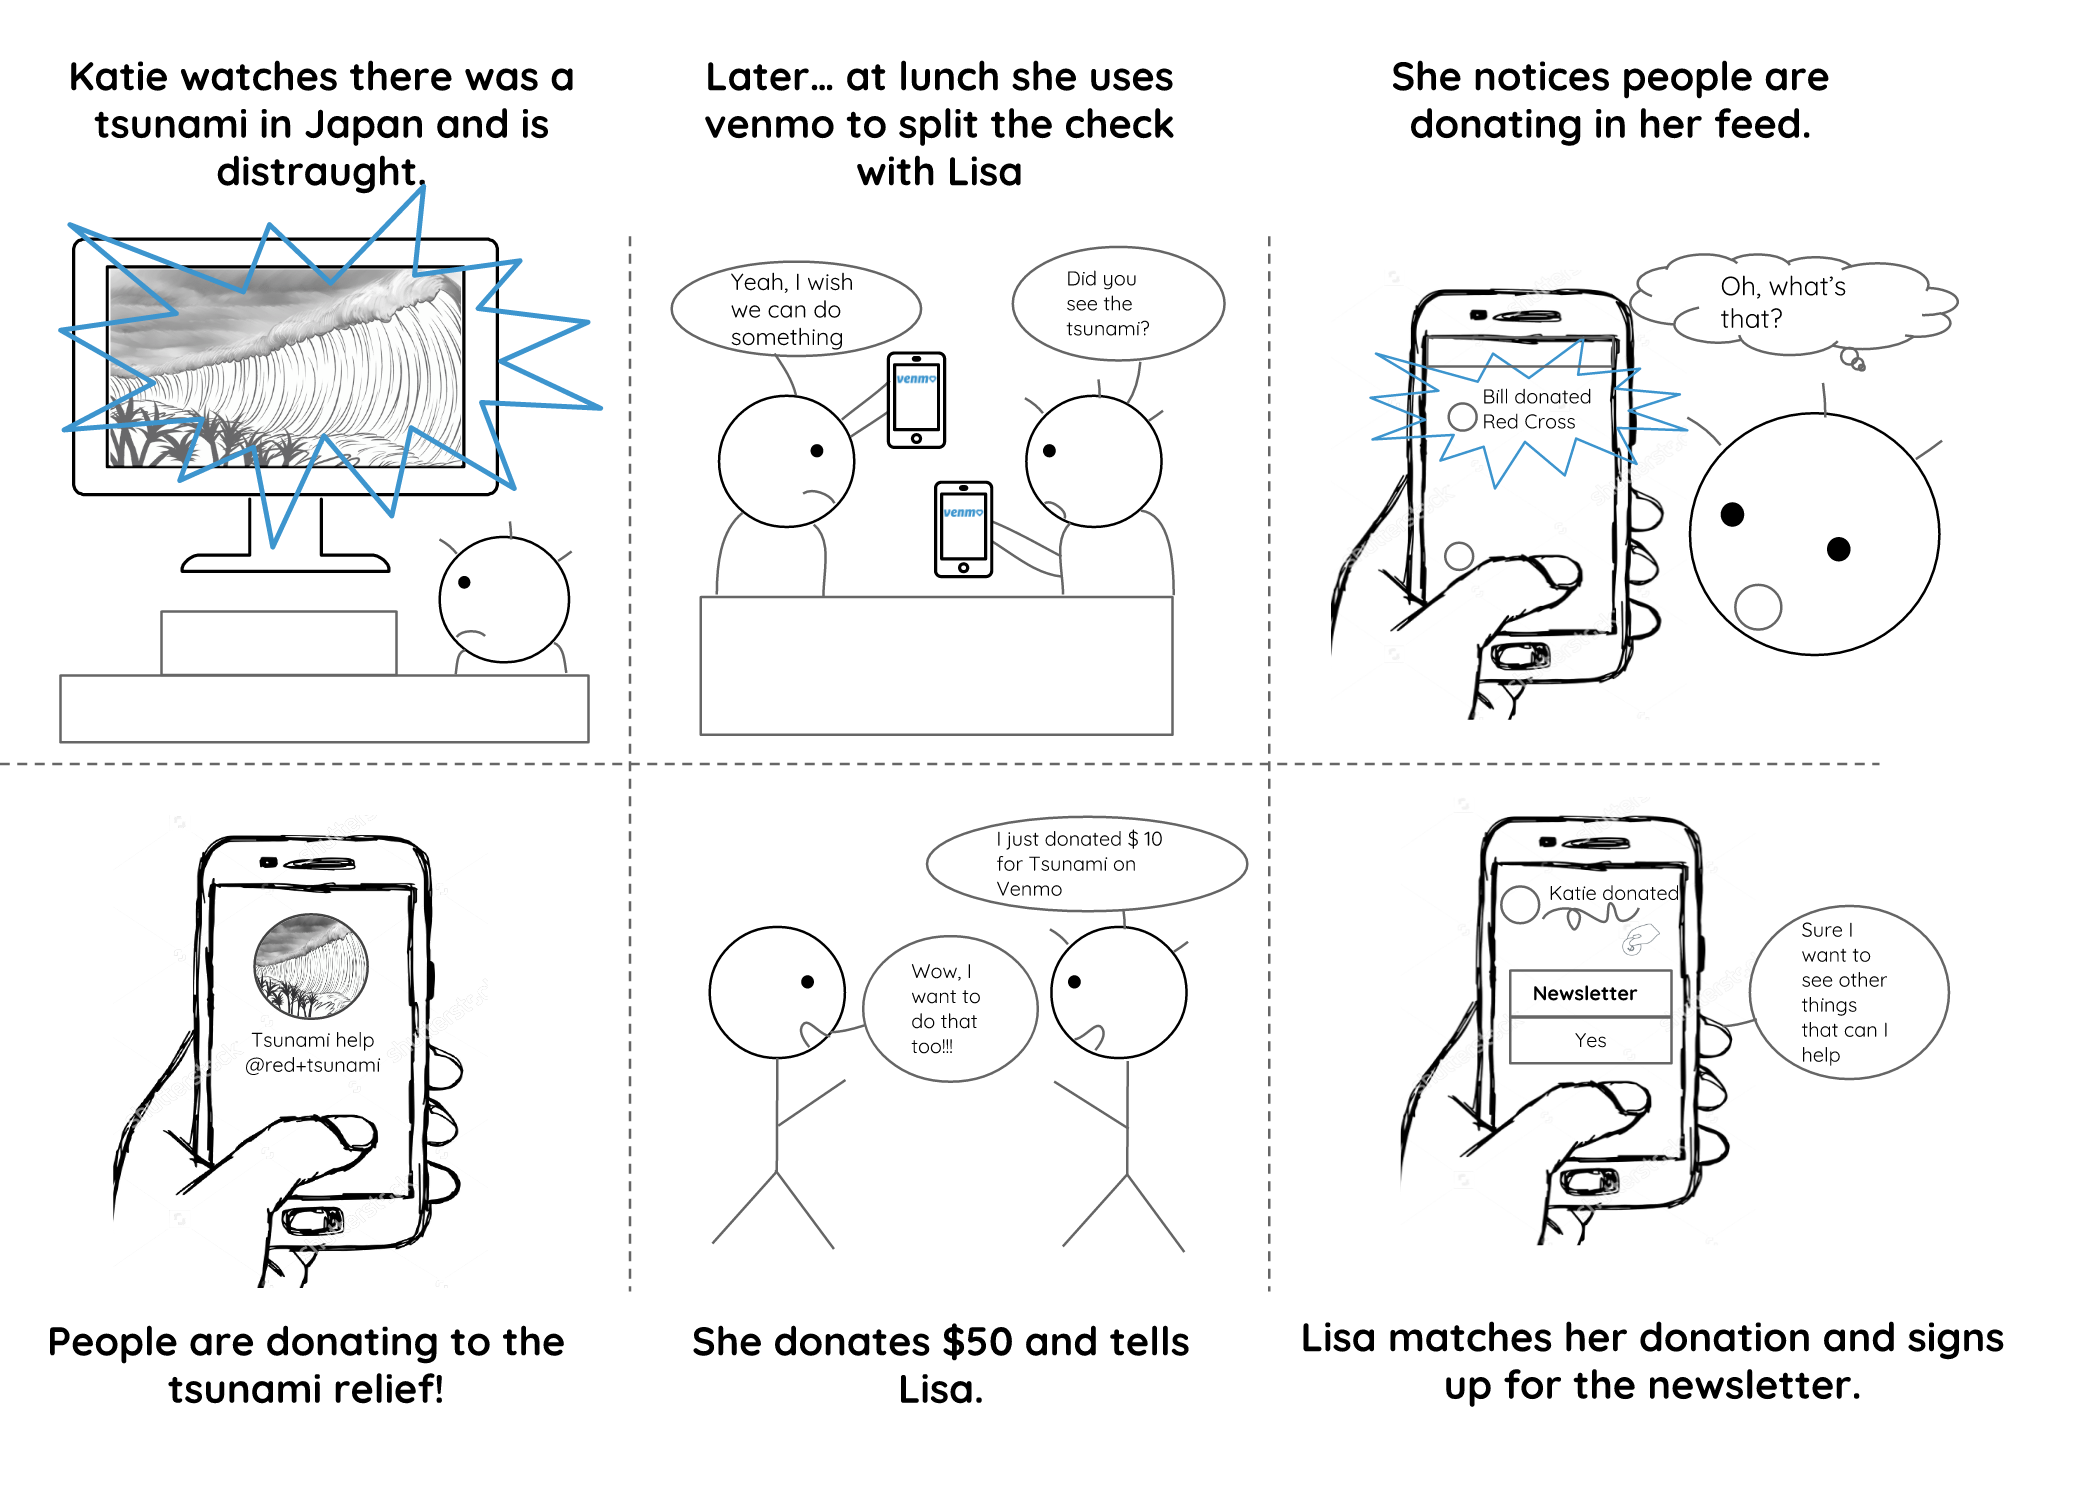 Katie watches there was a
tsunami in Japan and is
distraught.
Later... at lunch she uses
venmo to split the check
with Lisa
Yeah, I wish
we can do
something
Did you
see the
tsunami?
venmo
venmo
She notices people are
donating in her feed.
Oh, what's
that?
Bill donated
Red Cross
Tsunami help
@red+tsunami
People are donating to the
tsunami relief!
I just donated $ 10
for Tsunami on
Venmo
Wow, I
want to
do that
too!!!
She donates $50 and tells
Lisa.
Katie donated
Newsletter
Yes
Sure I
want to
see other
things
that can I
help
Lisa matches her donation and signs
up for the newsletter.